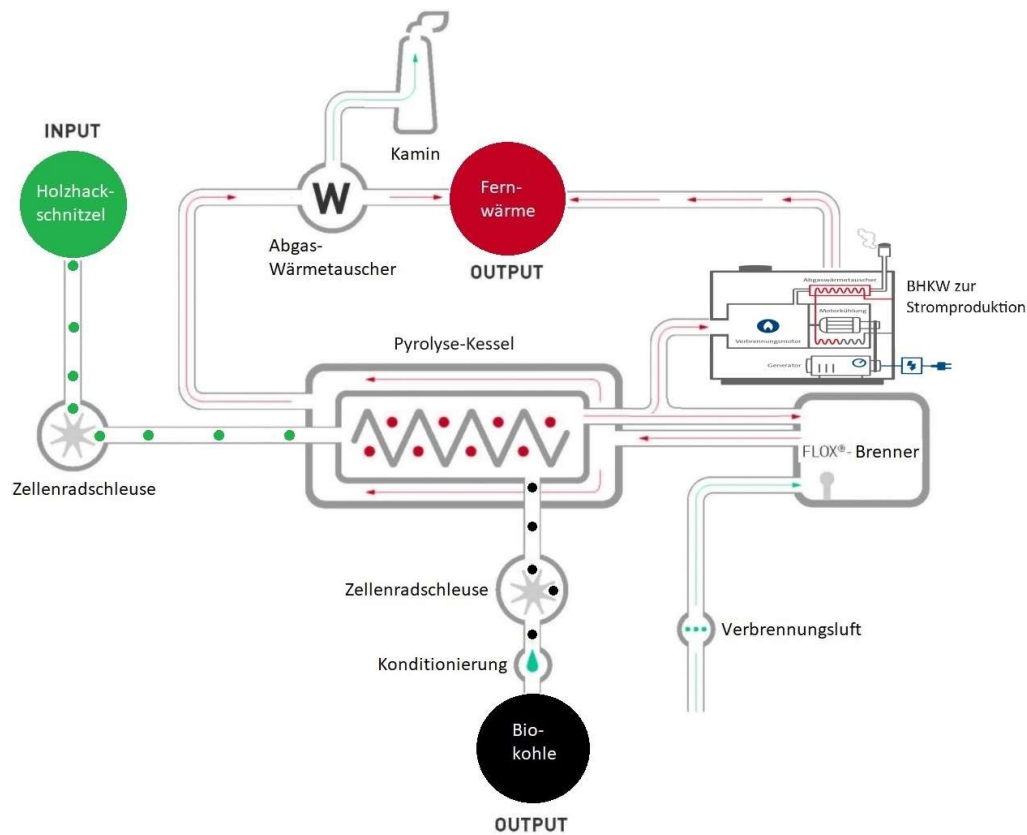 INPUT
Holzhack-
schnitzel
Kamin
W
Fern-
wärme
Abgas-
Wärmetauscher
OUTPUT
Abgaswärmetauscher
Motorkühlung
Verbrennungsmotor
Generator
BHKW zur
Stromproduktion
Pyrolyse-Kessel
FLOX®- Brenner
Zellenradschleuse
Zellenradschleuse
Verbrennungsluft
Konditionierung
Bio-
kohle
OUTPUT